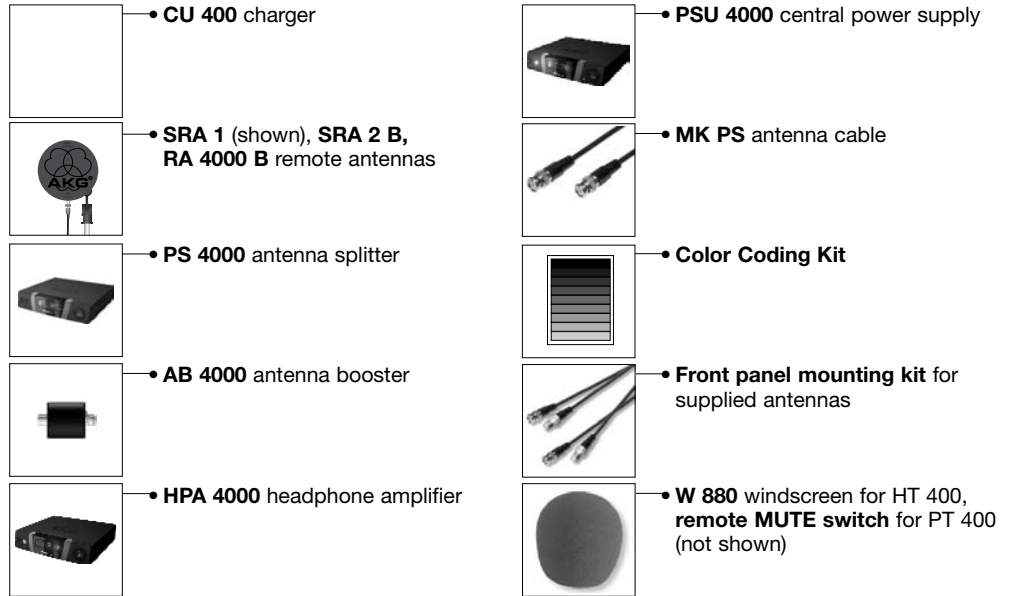 • CU 400 charger
• SRA 1 (shown), SRA 2 B,
RA 4000 B remote antennas
AKG
• PS 4000 antenna splitter
• AB 4000 antenna booster
• HPA 4000 headphone amplifier
• PSU 4000 central power supply
• MK PS antenna cable
• Color Coding Kit
• Front panel mounting kit for
supplied antennas
• W 880 windscreen for HT 400,
remote MUTE switch for PT 400
(not shown)